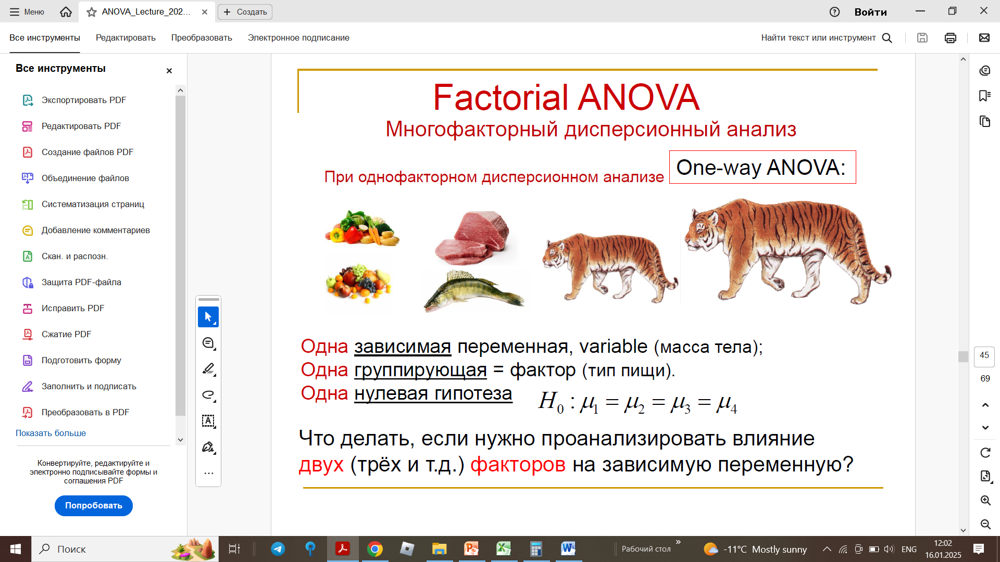 Меню
ANOVA_Lecture_202...
Создать
Войти
Все инструменты
Редактировать
Преобразовать
Электронное подписание
Найти текст или инструмент
Все инструменты
Экспортировать PDF
Редактировать PDF
Создание файлов PDF
Объединение файлов
Систематизация страниц
Добавление комментариев
Скан. и распозн.
Защита PDF-файла
Исправить PDF
Сжатие PDF
Подготовить форму
Заполнить и подписать
Преобразовать в PDF
Показать больше
Конвертируйте, редактируйте и
электронно подписывайте формы и
соглашения PDF
Попробовать
Factorial ANOVA
Многофакторный дисперсионный анализ
При однофакторном дисперсионном анализе
One-way ANOVA:
Одна зависимая переменная, variable (масса тела);
Одна группирующая = фактор (тип пищи).
Одна нулевая гипотеза
H₀ : μ₁ = μ₂ = μ₃ = μ₄
Что делать, если нужно проанализировать влияние
двух (трёх и т.д.) факторов на зависимую переменную?
45
69
Поиск
Рабочий стол
-11°C Mostly sunny
ENG
12:02
16.01.2025